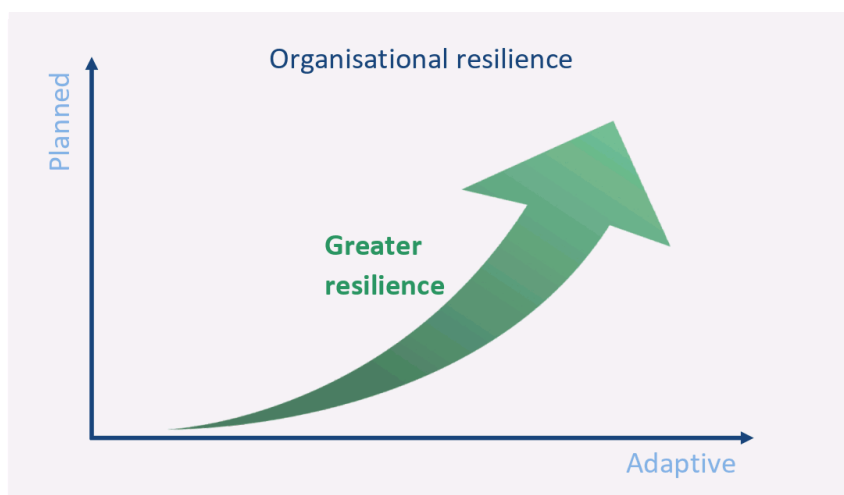 Organisational resilience
Planned
Greater
resilience
Adaptive